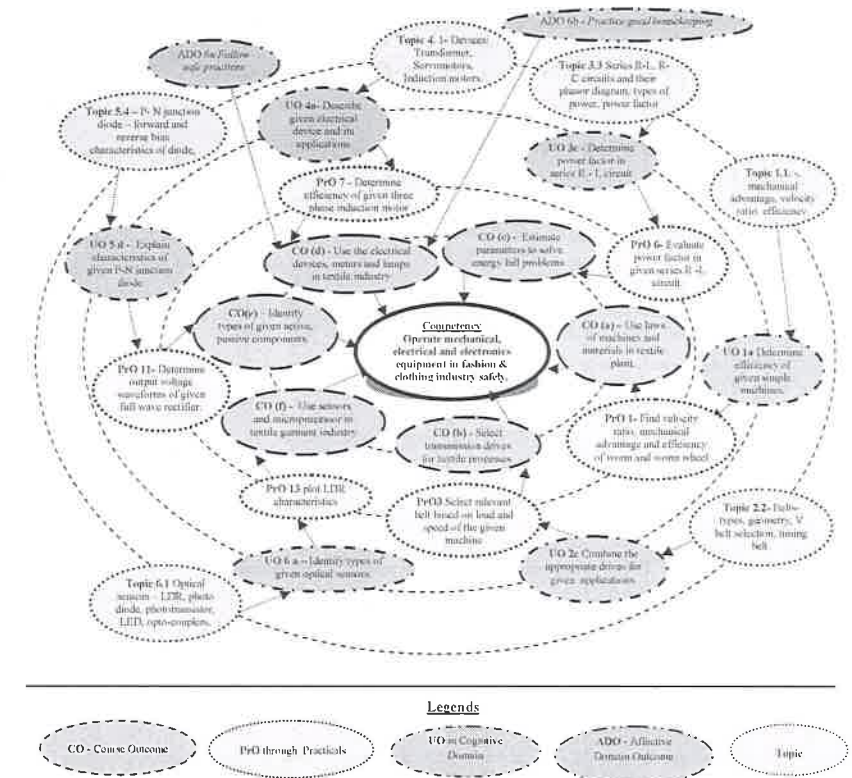 ADO 6b - Practice good housekeeping
ADO 6a Follow
safe practices
Topic 4. 1- Devices:
Transformer,
Servomotors,
Induction motors.
Topic 3.3 Series R-L, R-
C circuits and their
phasor diagram, types of
power, power factor
Topic 5.4 – P- N junction
diode – forward and
reverse bias
characteristics of diode,
UO 4a- Describe
given electrical
device and its
applications
UO 3c - Determine
power factor in
series R - L circuit
Topic 1.1. -.
mechanical
advantage, velocity
ratio, efficiency
PrO 7 - Determine
efficiency of given three
phase induction motor
UO 5 d - Explain
characteristics of
given P-N junction
diode
CO (d) - Use the electrical
devices, motors and lamps
in textile industry
CO (c) - Estimate
parameters to solve
energy bill problems
PrO 6- Evaluate
power factor in
given series R -L
circuit.
CO(e) - Identify
types of given active,
passive components.
Competency
Operate mechanical,
electrical and electronics
equipment in fashion &
clothing industry safely.
CO (a) - Use laws
of machines and
materials in textile
plant.
UO 1a Determine
efficiency of
given simple
machines.
PrO 11- Determine
output voltage
waveforms of given
full wave rectifier.
CO (f) - Use sensors
and microprocessor in
textile garment industry
CO (b) - Select
transmission drives
for textile processes
PrO 1- Find velocity
ratio, mechanical
advantage and efficiency
of worm and worm wheel
PrO 13 plot LDR
characteristics
PrO3 Select relevant
belt based on load and
speed of the given
machine
Topic 2.2- Belts-
types, geometry, V
belt selection, timing
belt
UO 6 a – Identify types of
given optical sensors.
UO 2c Combine the
appropriate drives for
given applications
Topic 6.1 Optical
sensors – LDR, photo
diode, phototransistor,
LED, opto-couplers.
Legends
CO - Course Outcome
PrO through Practicals
UO in Cognitive
Domain
ADO - Affective
Domain Outcome
Topic